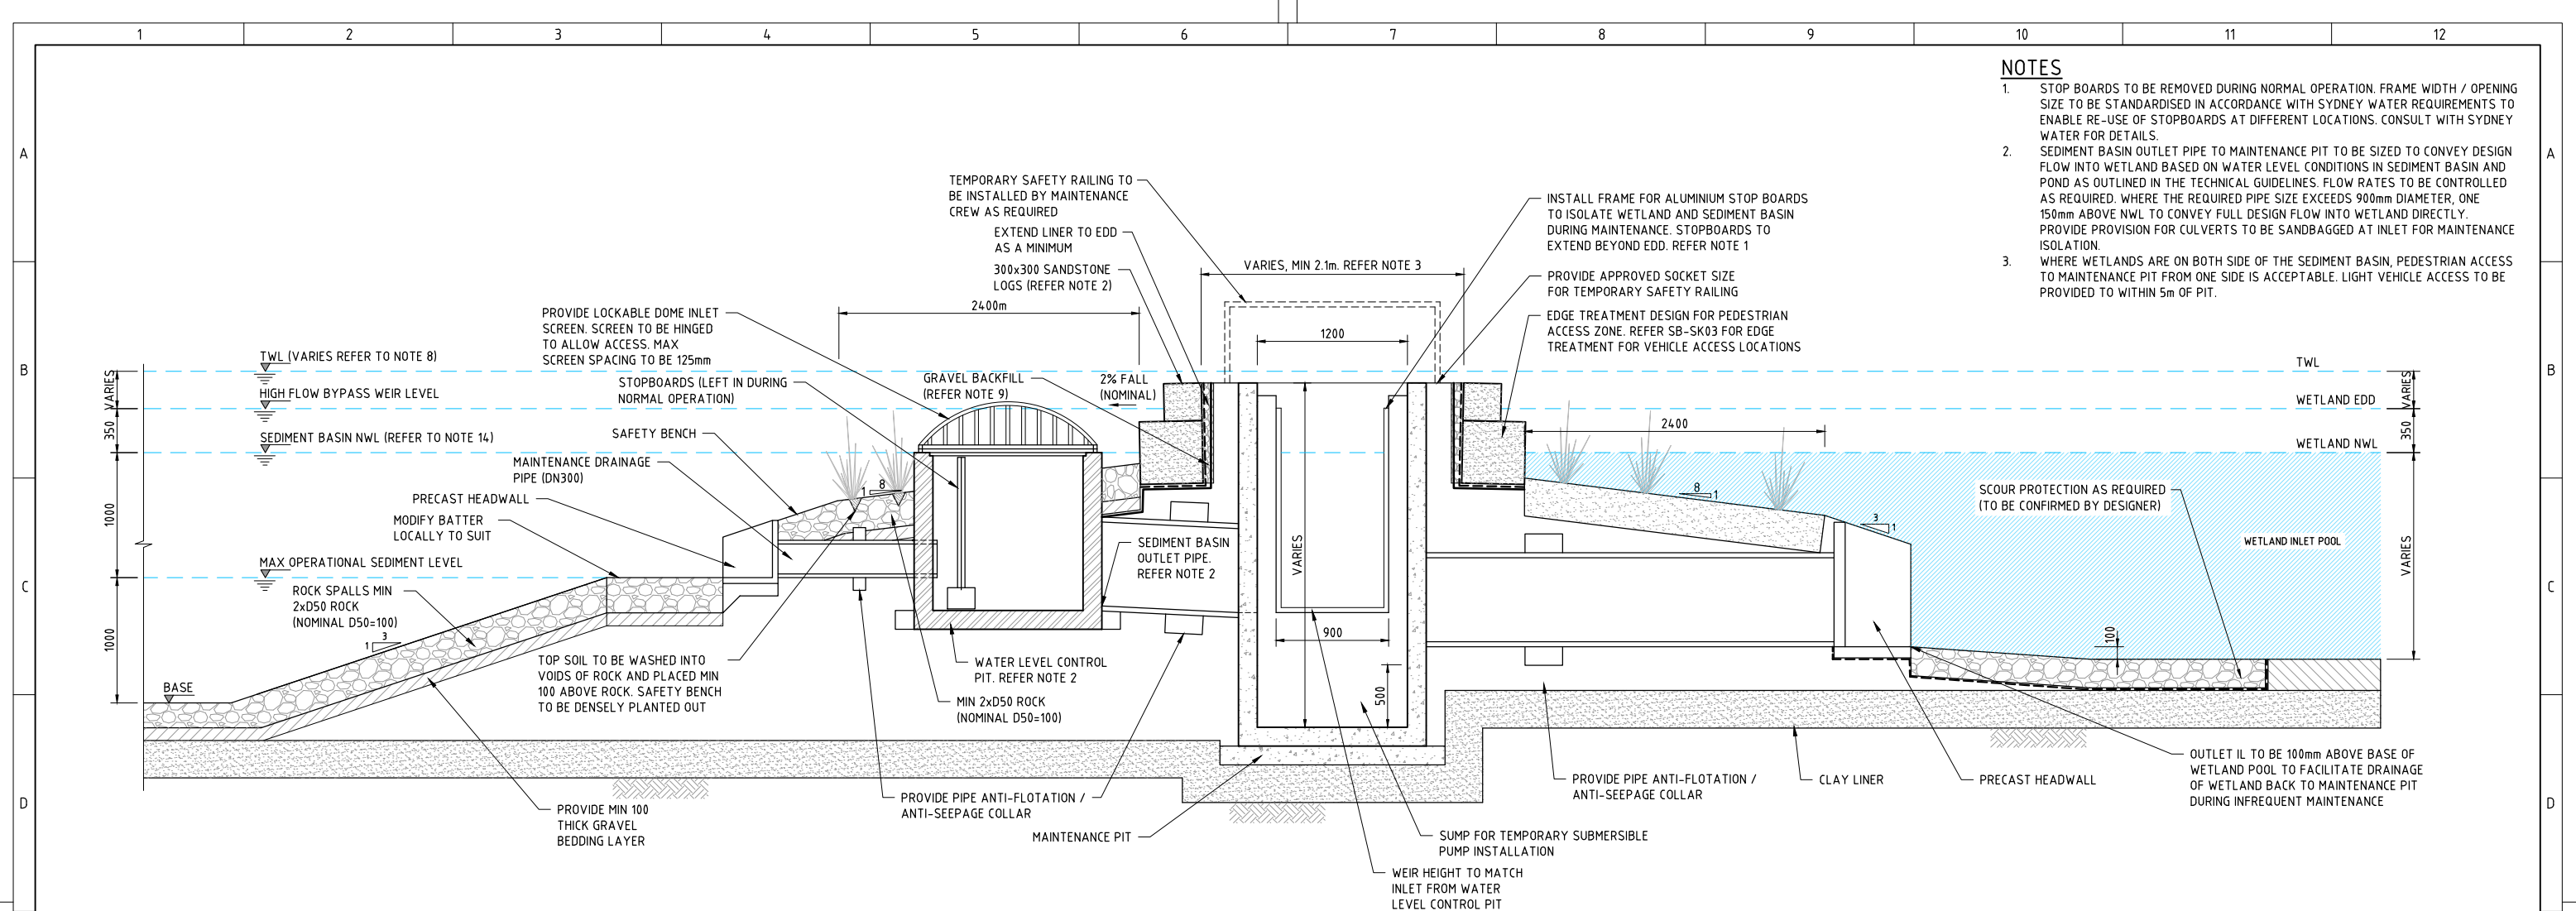 1 2 3 4 5 6 7 8 9 10 11 12
A
B
C
D
A
B
C
D
NOTES
1. STOP BOARDS TO BE REMOVED DURING NORMAL OPERATION. FRAME WIDTH / OPENING
SIZE TO BE STANDARDISED IN ACCORDANCE WITH SYDNEY WATER REQUIREMENTS TO
ENABLE RE-USE OF STOPBOARDS AT DIFFERENT LOCATIONS. CONSULT WITH SYDNEY
WATER FOR DETAILS.
2. SEDIMENT BASIN OUTLET PIPE TO MAINTENANCE PIT TO BE SIZED TO CONVEY DESIGN
FLOW INTO WETLAND BASED ON WATER LEVEL CONDITIONS IN SEDIMENT BASIN AND
POND AS OUTLINED IN THE TECHNICAL GUIDELINES. FLOW RATES TO BE CONTROLLED
AS REQUIRED. WHERE THE REQUIRED PIPE SIZE EXCEEDS 900mm DIAMETER, ONE
150mm ABOVE NWL TO CONVEY FULL DESIGN FLOW INTO WETLAND DIRECTLY.
PROVIDE PROVISION FOR CULVERTS TO BE SANDBAGGED AT INLET FOR MAINTENANCE
ISOLATION.
3. WHERE WETLANDS ARE ON BOTH SIDE OF THE SEDIMENT BASIN, PEDESTRIAN ACCESS
TO MAINTENANCE PIT FROM ONE SIDE IS ACCEPTABLE. LIGHT VEHICLE ACCESS TO BE
PROVIDED TO WITHIN 5m OF PIT.
TEMPORARY SAFETY RAILING TO
BE INSTALLED BY MAINTENANCE
CREW AS REQUIRED
EXTEND LINER TO EDD
AS A MINIMUM
300x300 SANDSTONE
LOGS (REFER NOTE 2)
2400m
VARIES, MIN 2.1m. REFER NOTE 3
1200
INSTALL FRAME FOR ALUMINIUM STOP BOARDS
TO ISOLATE WETLAND AND SEDIMENT BASIN
DURING MAINTENANCE. STOPBOARDS TO
EXTEND BEYOND EDD. REFER NOTE 1
PROVIDE APPROVED SOCKET SIZE
FOR TEMPORARY SAFETY RAILING
EDGE TREATMENT DESIGN FOR PEDESTRIAN
ACCESS ZONE. REFER SB-SK03 FOR EDGE
TREATMENT FOR VEHICLE ACCESS LOCATIONS
PROVIDE LOCKABLE DOME INLET
SCREEN. SCREEN TO BE HINGED
TO ALLOW ACCESS. MAX
SCREEN SPACING TO BE 125mm
STOPBOARDS (LEFT IN DURING
NORMAL OPERATION)
GRAVEL BACKFILL
(REFER NOTE 9)
2% FALL
(NOMINAL)
SAFETY BENCH
MAINTENANCE DRAINAGE
PIPE (DN300)
PRECAST HEADWALL
MODIFY BATTER
LOCALLY TO SUIT
TWL (VARIES REFER TO NOTE 8)
HIGH FLOW BYPASS WEIR LEVEL
SEDIMENT BASIN NWL (REFER TO NOTE 14)
MAX OPERATIONAL SEDIMENT LEVEL
BASE
VARIES
350
1000
1000
ROCK SPALLS MIN
2xD50 ROCK
(NOMINAL D50=100)
3
1
1
8
TOP SOIL TO BE WASHED INTO
VOIDS OF ROCK AND PLACED MIN
100 ABOVE ROCK. SAFETY BENCH
TO BE DENSELY PLANTED OUT
PROVIDE MIN 100
THICK GRAVEL
BEDDING LAYER
SEDIMENT BASIN
OUTLET PIPE.
REFER NOTE 2
WATER LEVEL CONTROL
PIT. REFER NOTE 2
MIN 2xD50 ROCK
(NOMINAL D50=100)
PROVIDE PIPE ANTI-FLOTATION /
ANTI-SEEPAGE COLLAR
MAINTENANCE PIT
VARIES
900
500
SUMP FOR TEMPORARY SUBMERSIBLE
PUMP INSTALLATION
WEIR HEIGHT TO MATCH
INLET FROM WATER
LEVEL CONTROL PIT
PROVIDE PIPE ANTI-FLOTATION /
ANTI-SEEPAGE COLLAR
CLAY LINER
PRECAST HEADWALL
OUTLET IL TO BE 100mm ABOVE BASE OF
WETLAND POOL TO FACILITATE DRAINAGE
OF WETLAND BACK TO MAINTENANCE PIT
DURING INFREQUENT MAINTENANCE
2400
8
1
3
1
SCOUR PROTECTION AS REQUIRED
(TO BE CONFIRMED BY DESIGNER)
WETLAND INLET POOL
100
TWL
WETLAND EDD
WETLAND NWL
VARIES
350
VARIES